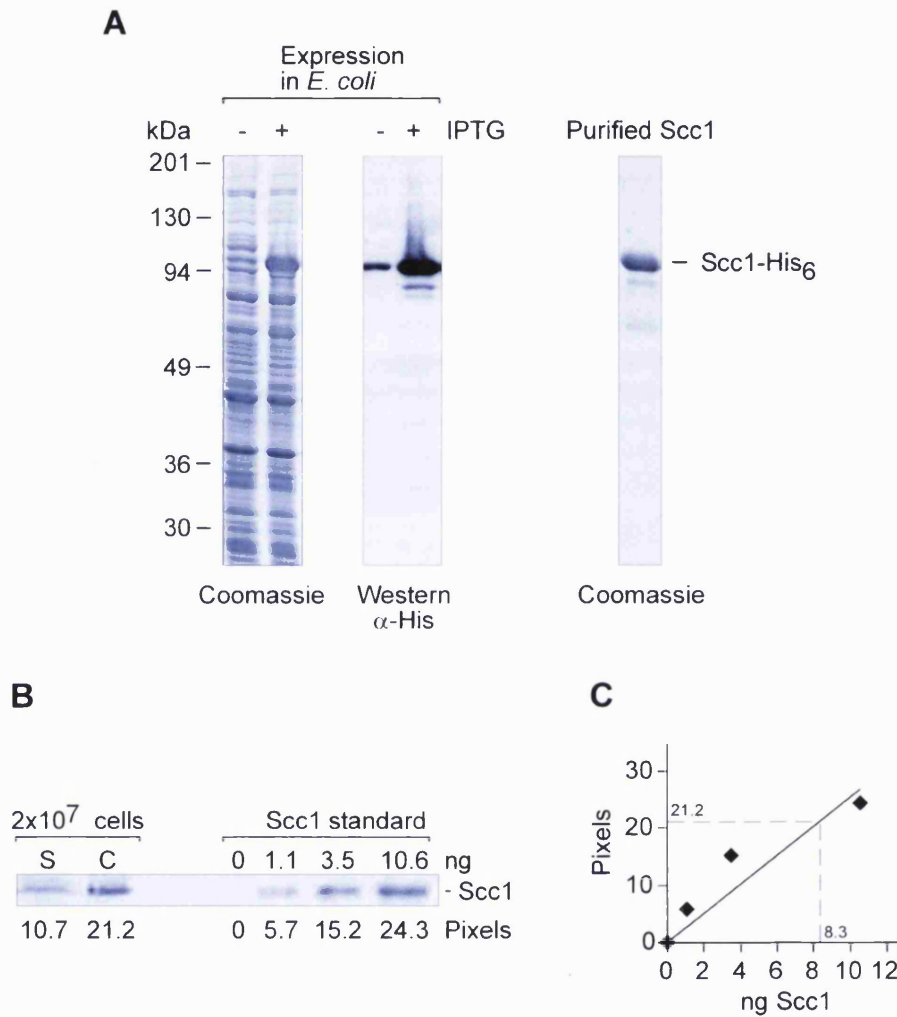 A
Expression
in E. coli
kDa - + - + IPTG Purified Scc1
201
130
94
49
36
30
Scc1-His6
Coomassie Western Coomassie
α-His
B
2x10^7 cells Scc1 standard
S C 0 1.1 3.5 10.6 ng
- Scc1
10.7 21.2 0 5.7 15.2 24.3 Pixels
C
Pixels
30
20
10
0
21.2
8.3
0 2 4 6 8 10 12
ng Scc1